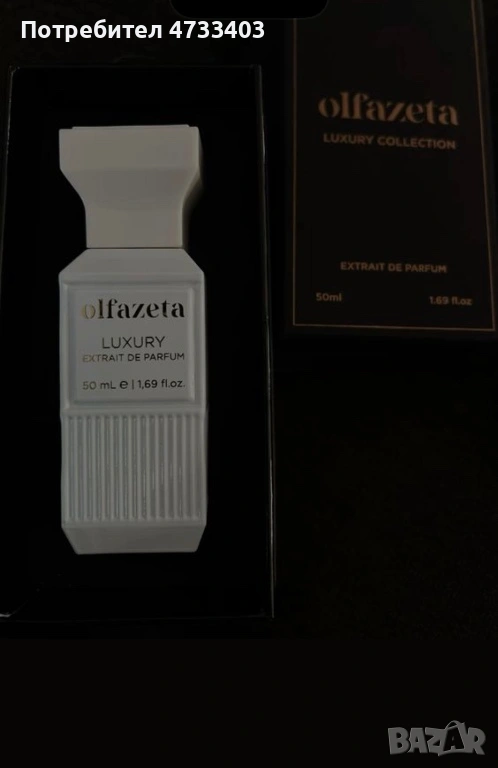 Потребител 4733403
olfazeta
LUXURY COLLECTION
EXTRAIT DE PARFUM
50ml 1.69 fl.oz
olfazeta
LUXURY
EXTRAIT DE PARFUM
50 mL e | 1,69 fl.oz.
BAZAR